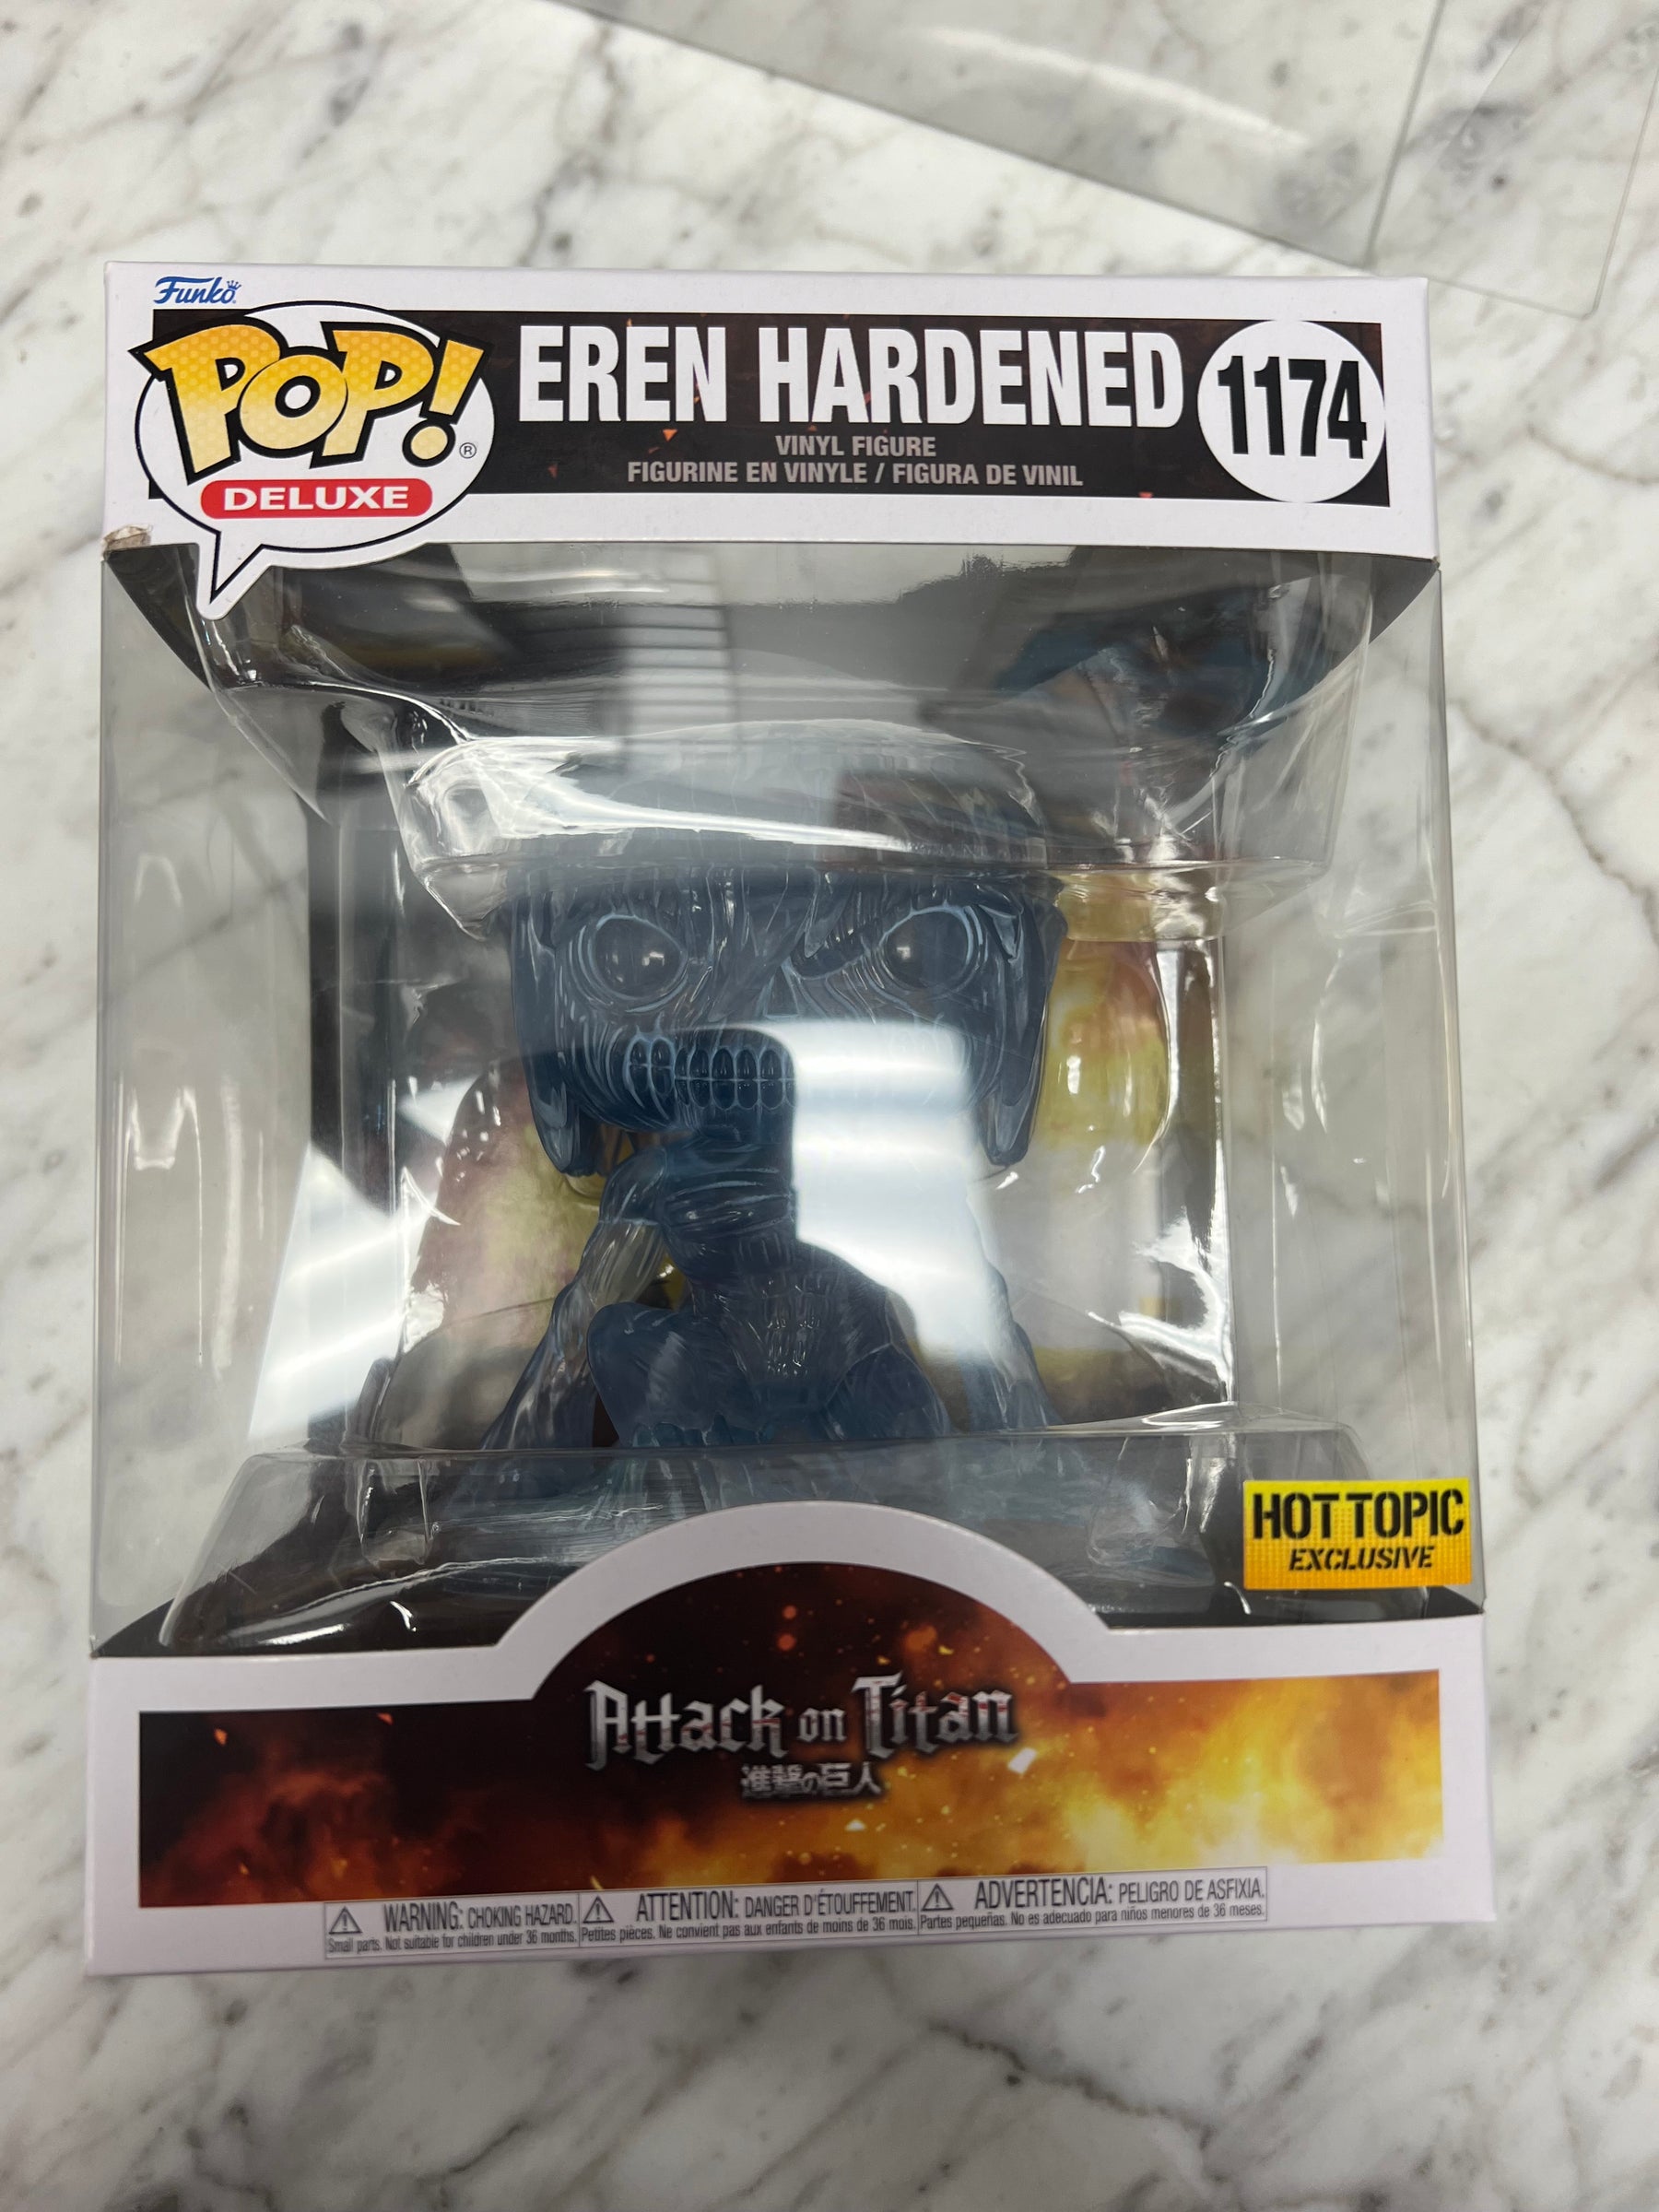 Funko
POP!®
DELUXE
EREN HARDENED
1174
VINYL FIGURE
FIGURINE EN VINYLE / FIGURA DE VINIL
HOT TOPIC
EXCLUSIVE
Attack on Titan
進撃の巨人
WARNING: CHOKING HAZARD.
Small parts. Not suitable for children under 36 months.
ATTENTION: DANGER D'ÉTOUFFEMENT.
Petites pièces. Ne convient pas aux enfants de moins de 36 mois.
ADVERTENCIA: PELIGRO DE ASFIXIA.
Partes pequeñas. No es adecuado para niños menores de 36 meses.